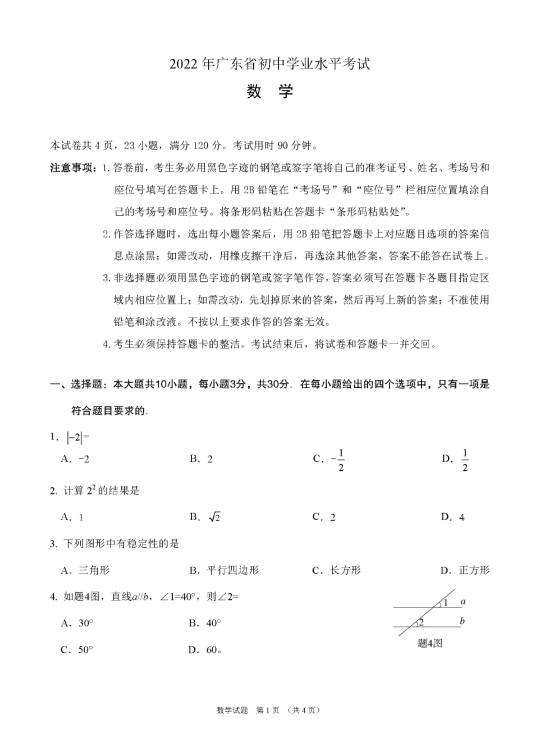 2022 年广东省初中学业水平考试
数 学
本试卷共 4 页，23 小题，满分 120 分。考试用时 90 分钟。
注意事项：1.答卷前，考生务必用黑色字迹的钢笔或签字笔将自己的准考证号、姓名、考场号和
座位号填写在答题卡上。用 2B 铅笔在“考场号”和“座位号”栏相应位置填涂自
己的考场号和座位号。将条形码粘贴在答题卡“条形码粘贴处”。
2.作答选择题时，选出每小题答案后，用 2B 铅笔把答题卡上对应题目选项的答案信
息点涂黑；如需改动，用橡皮擦干净后，再选涂其他答案，答案不能答在试卷上。
3.非选择题必须用黑色字迹的钢笔或签字笔作答，答案必须写在答题卡各题目指定区
域内相应位置上；如需改动，先划掉原来的答案，然后再写上新的答案；不准使用
铅笔和涂改液。不按以上要求作答的答案无效。
4.考生必须保持答题卡的整洁。考试结束后，将试卷和答题卡一并交回。
一、选择题：本大题共10小题，每小题3分，共30分．在每小题给出的四个选项中，只有一项是
符合题目要求的．
1．|−2|=
A．-2 B．2 C．-1/2 D．1/2
2. 计算 2² 的结果是
A．1 B．√2 C．2 D．4
3. 下列图形中有稳定性的是
A．三角形 B．平行四边形 C．长方形 D．正方形
4. 如题4图，直线a//b，∠1=40°，则∠2=
A．30° B．40°
C．50° D．60。
1 a
2 b
题4图
数学试题 第 1 页 （共 4 页）